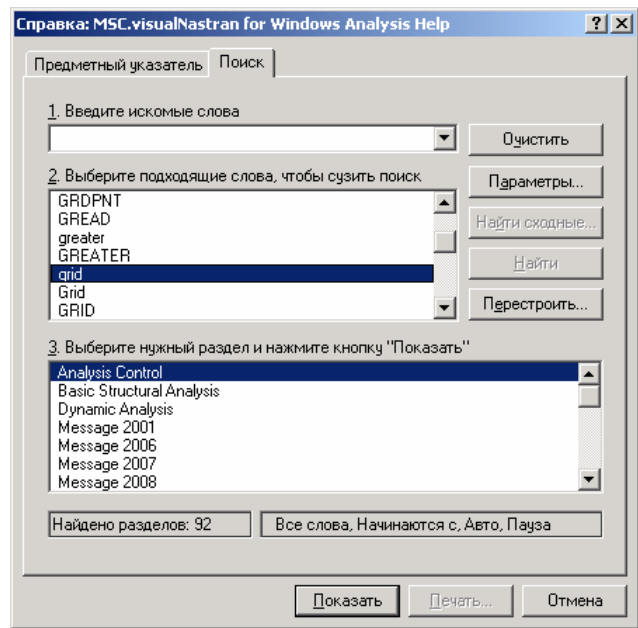 Справка: MSC.visualNastran for Windows Analysis Help
Предметный указатель Поиск
1. Введите искомые слова
Очистить
2. Выберите подходящие слова, чтобы сузить поиск
Параметры...
GRDPNT
GREAD
Найти сходные...
greater
GREATER
Найти
grid
Grid
GRID
Перестроить...
3. Выберите нужный раздел и нажмите кнопку "Показать"
Analysis Control
Basic Structural Analysis
Dynamic Analysis
Message 2001
Message 2006
Message 2007
Message 2008
Найдено разделов: 92 Все слова, Начинаются с, Авто, Пауза
Показать Печать... Отмена